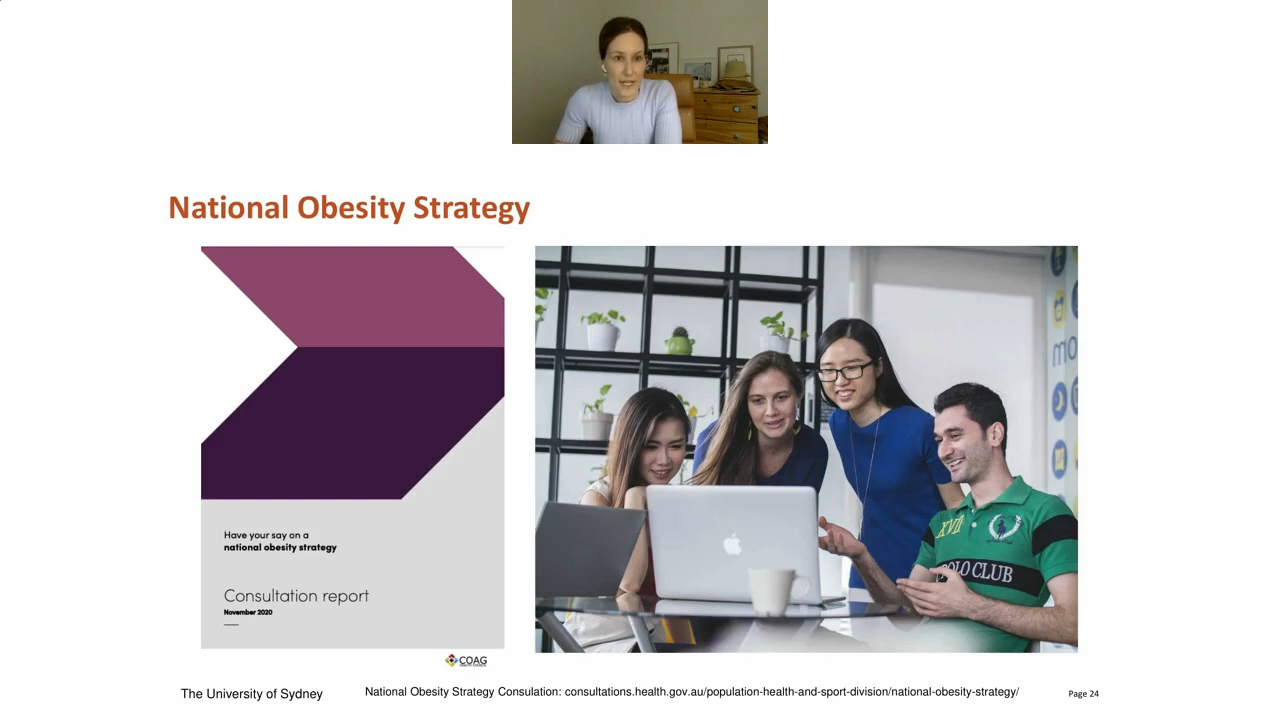 National Obesity Strategy
Have your say on a
national obesity strategy
Consultation report
November 2020
COAG
mo
XVII
POLO CLUB
The University of Sydney
National Obesity Strategy Consulation: consultations.health.gov.au/population-health-and-sport-division/national-obesity-strategy/
Page 24